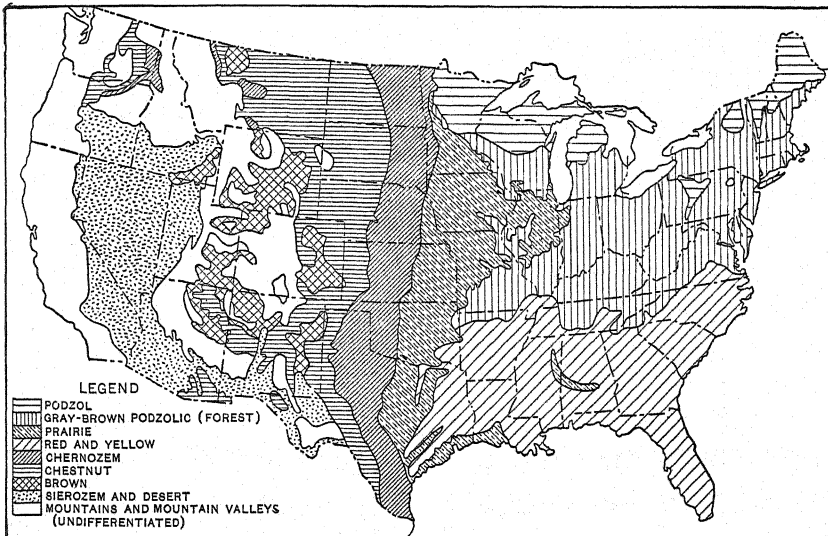 LEGEND
PODZOL
GRAY-BROWN PODZOLIC (FOREST)
PRAIRIE
RED AND YELLOW
CHERNOZEM
CHESTNUT
BROWN
SIEROZEM AND DESERT
MOUNTAINS AND MOUNTAIN VALLEYS
(UNDIFFERENTIATED)